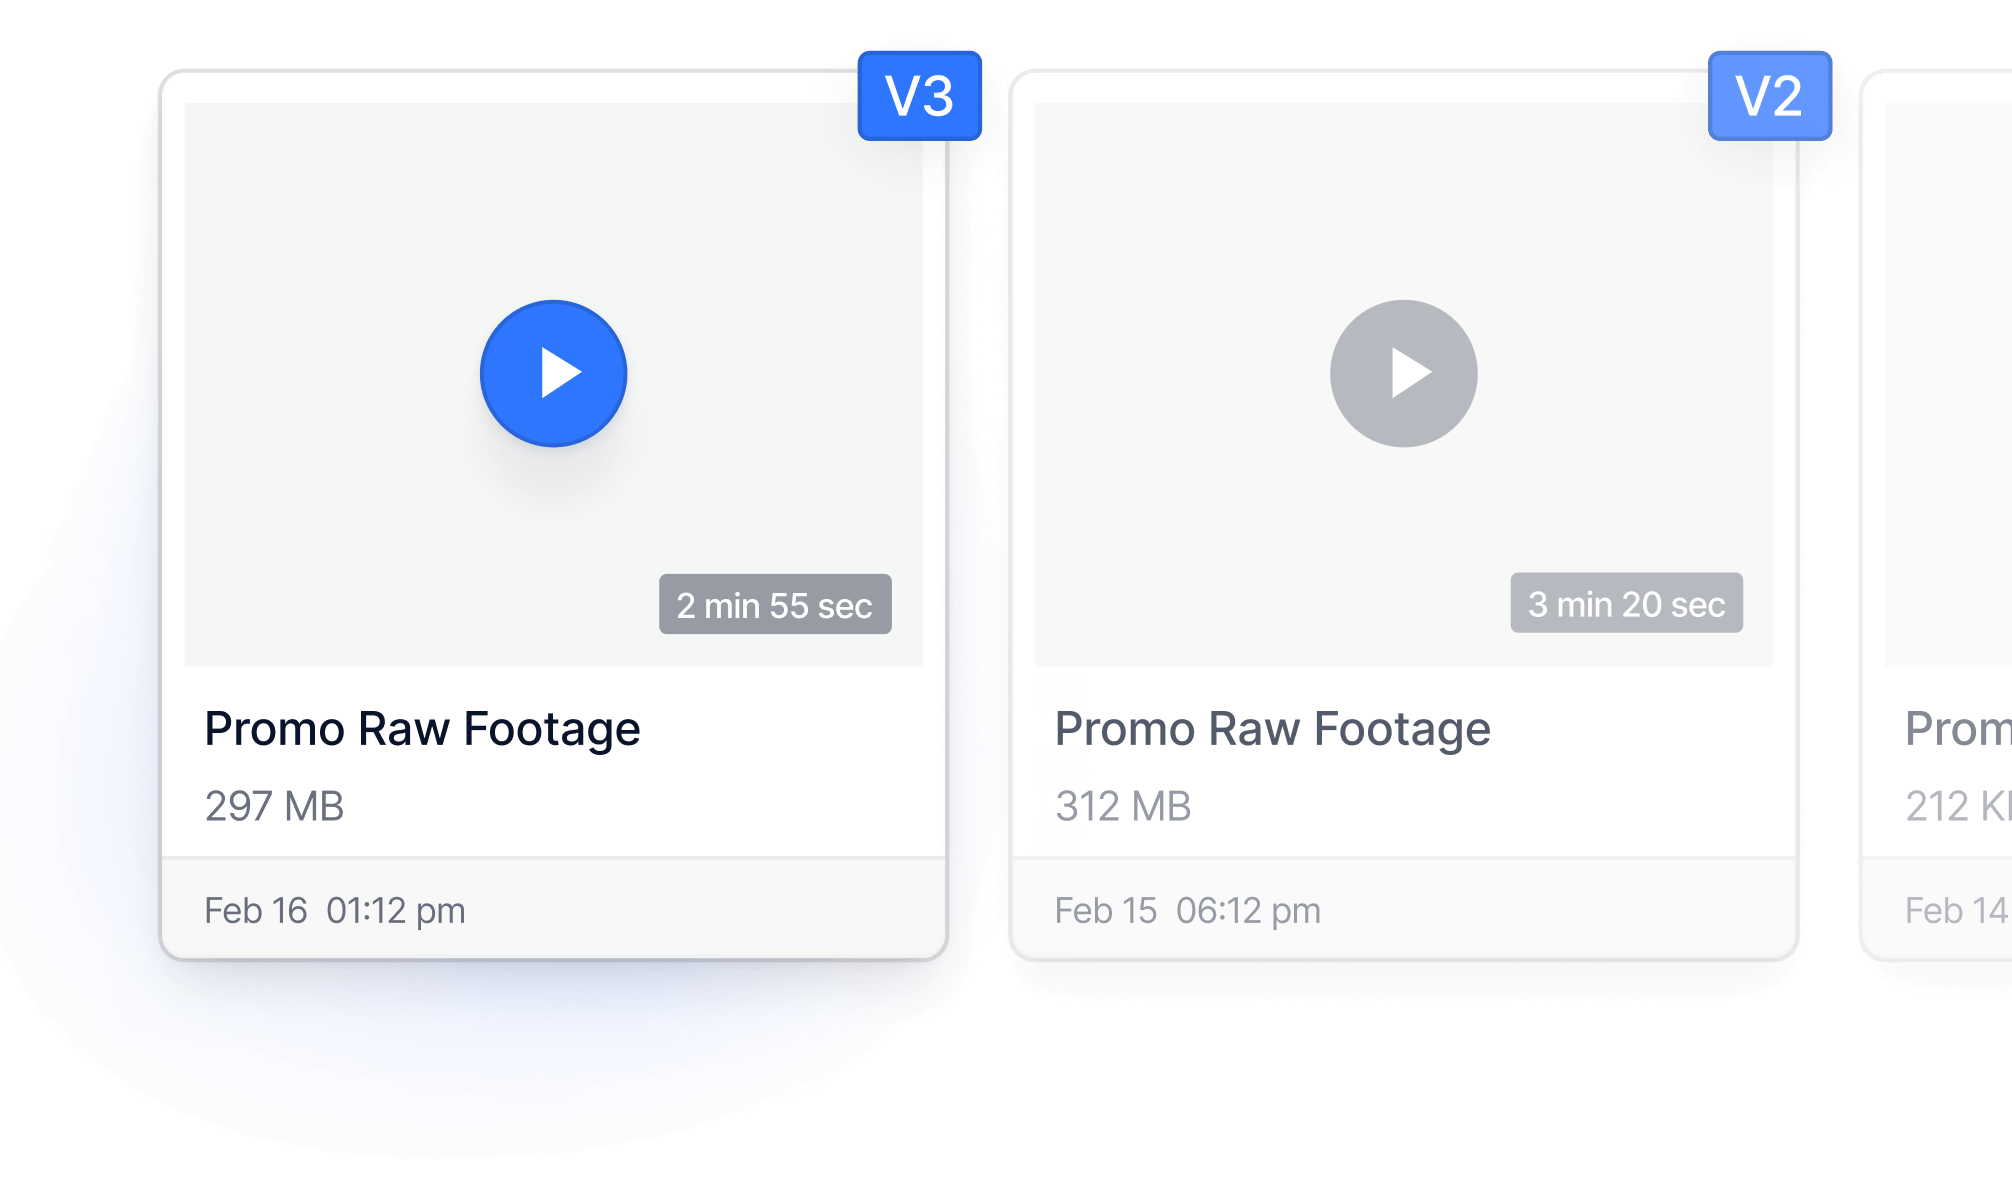 V3
2 min 55 sec
Promo Raw Footage
297 MB
Feb 16 01:12 pm
V2
3 min 20 sec
Promo Raw Footage
312 MB
Feb 15 06:12 pm
212
Feb 14